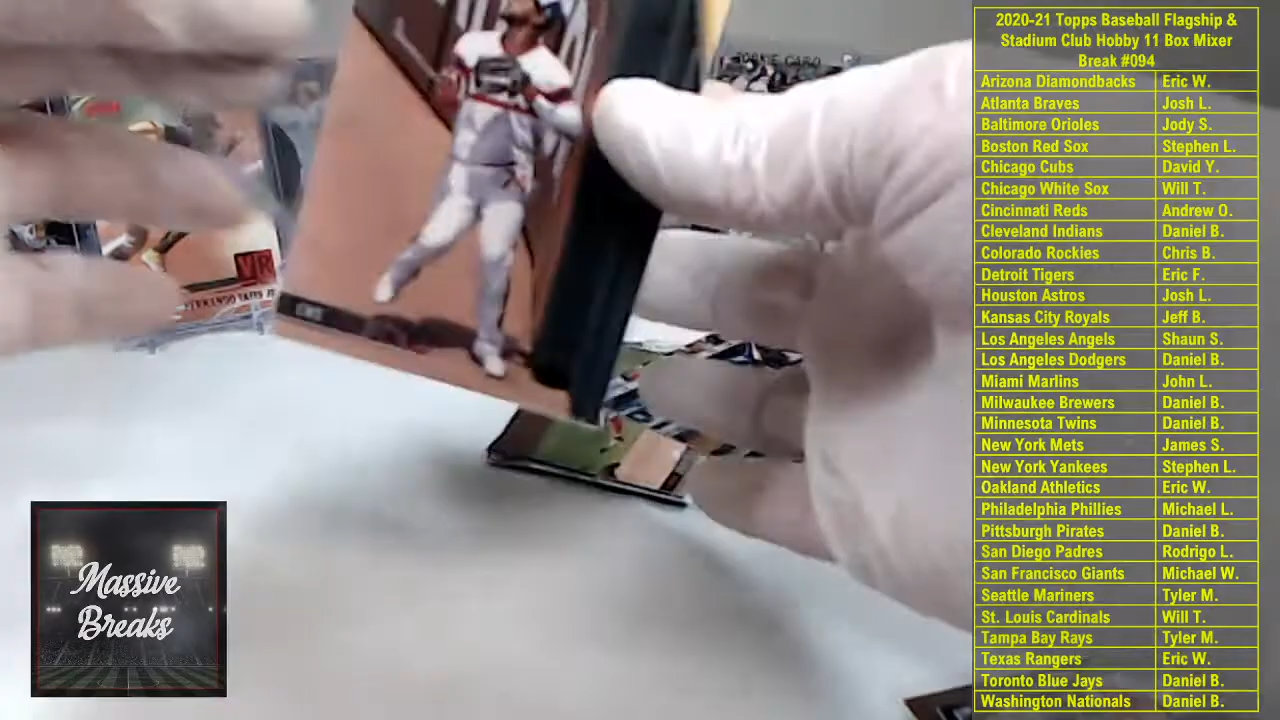 ROOKIE CARD
VR
FERNANDO TATIS JR
Massive
Breaks
2020-21 Topps Baseball Flagship &
Stadium Club Hobby 11 Box Mixer
Break #094
Arizona Diamondbacks Eric W.
Atlanta Braves Josh L.
Baltimore Orioles Jody S.
Boston Red Sox Stephen L.
Chicago Cubs David Y.
Chicago White Sox Will T.
Cincinnati Reds Andrew O.
Cleveland Indians Daniel B.
Colorado Rockies Chris B.
Detroit Tigers Eric F.
Houston Astros Josh L.
Kansas City Royals Jeff B.
Los Angeles Angels Shaun S.
Los Angeles Dodgers Daniel B.
Miami Marlins John L.
Milwaukee Brewers Daniel B.
Minnesota Twins Daniel B.
New York Mets James S.
New York Yankees Stephen L.
Oakland Athletics Eric W.
Philadelphia Phillies Michael L.
Pittsburgh Pirates Daniel B.
San Diego Padres Rodrigo L.
San Francisco Giants Michael W.
Seattle Mariners Tyler M.
St. Louis Cardinals Will T.
Tampa Bay Rays Tyler M.
Texas Rangers Eric W.
Toronto Blue Jays Daniel B.
Washington Nationals Daniel B.